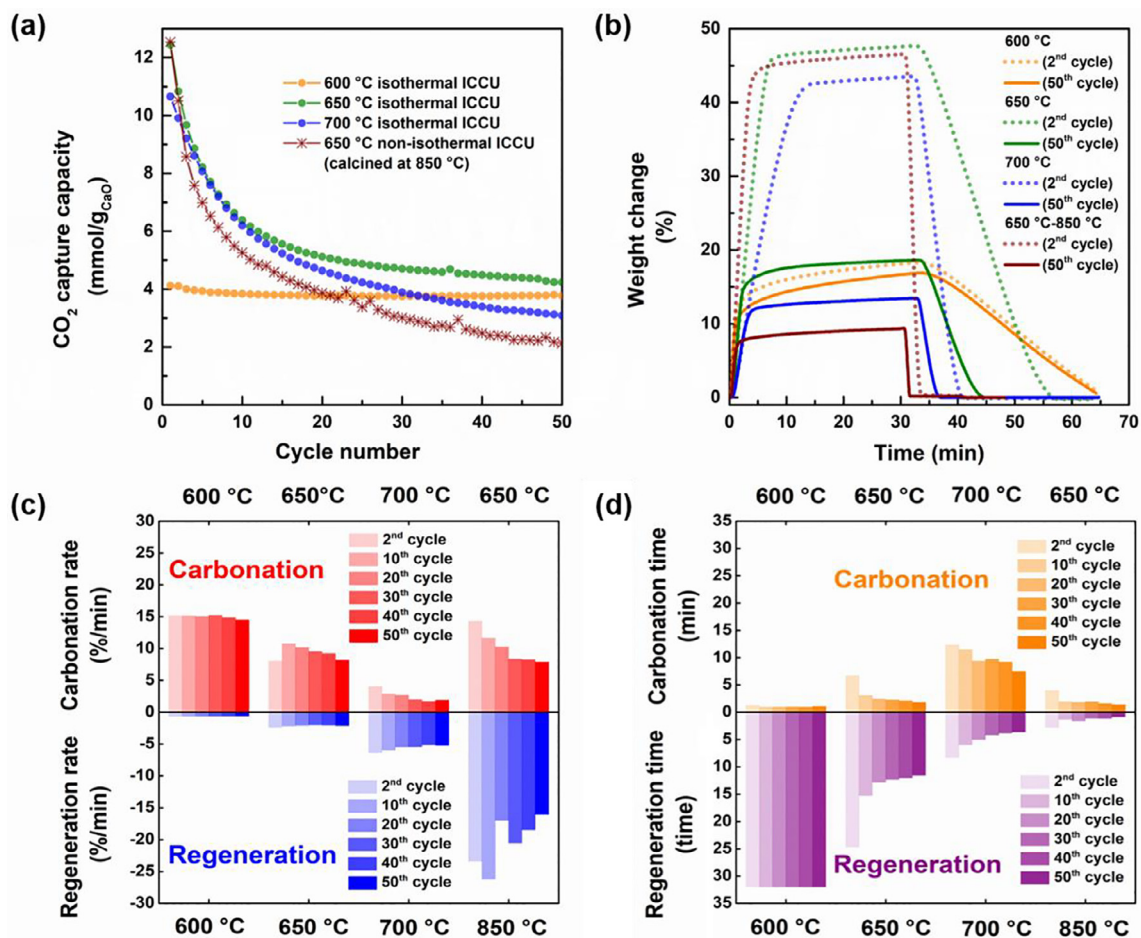 (a)
CO2 capture capacity
(mmol/gCaO)
12
10
8
6
4
2
0
0 10 20 30 40 50
Cycle number
600 °C isothermal ICCU
650 °C isothermal ICCU
700 °C isothermal ICCU
650 °C non-isothermal ICCU
(calcined at 850 °C)
(b)
Weight change
(%)
50
40
30
20
10
0
0 10 20 30 40 50 60 70
Time (min)
600 °C
(2nd cycle)
(50th cycle)
650 °C
(2nd cycle)
(50th cycle)
700 °C
(2nd cycle)
(50th cycle)
650 °C-850 °C
(2nd cycle)
(50th cycle)
(c)
600 °C 650°C 700 °C 650 °C
Carbonation rate
(%/min)
30
25
20
15
10
5
0
Carbonation
2nd cycle
10th cycle
20th cycle
30th cycle
40th cycle
50th cycle
Regeneration rate
(%/min)
-5
-10
-15
-20
-25
-30
Regeneration
2nd cycle
10th cycle
20th cycle
30th cycle
40th cycle
50th cycle
600 °C 650 °C 700 °C 850 °C
(d)
600 °C 650 °C 700 °C 850 °C
Carbonation time
(min)
35
30
25
20
15
10
5
0
Carbonation
2nd cycle
10th cycle
20th cycle
30th cycle
40th cycle
50th cycle
Regeneration time
(time)
5
10
15
20
25
30
35
Regeneration
2nd cycle
10th cycle
20th cycle
30th cycle
40th cycle
50th cycle
600 °C 650 °C 700 °C 850 °C